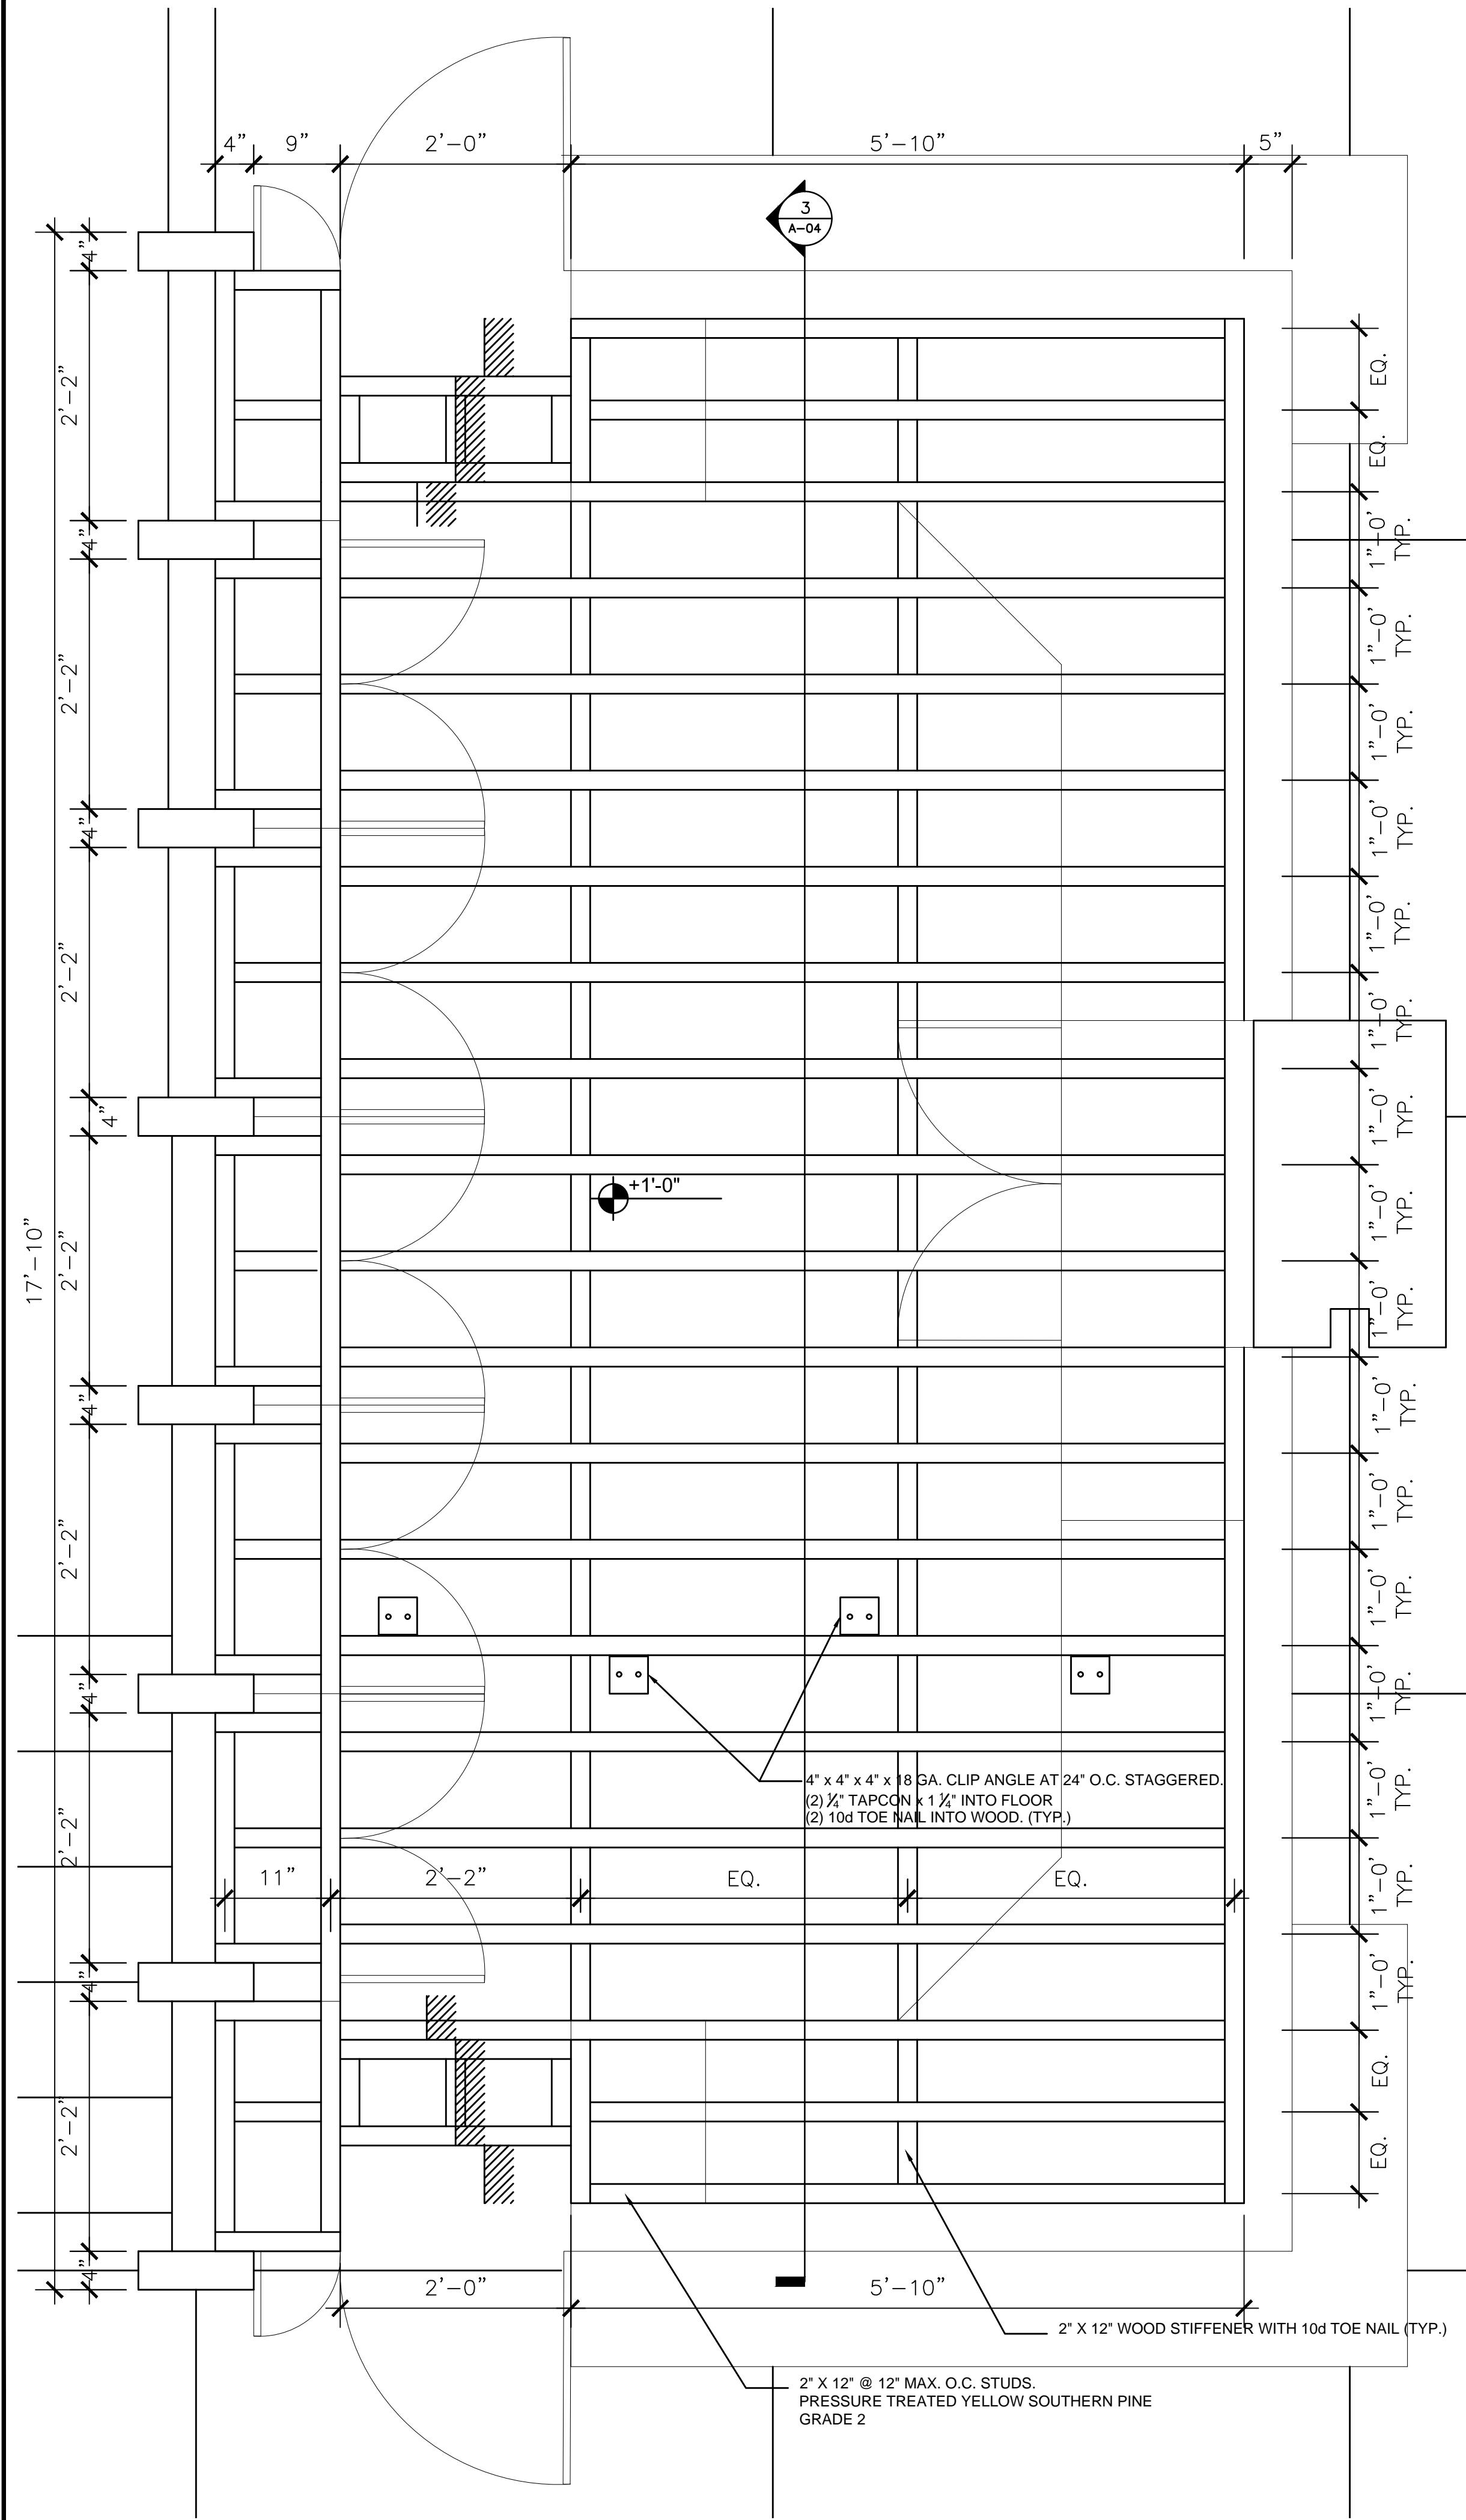 4” 9” 2’–0” 5’–10” 5”
3
A–04
4”
2’–2”
4”
2’–2”
4”
2’–2”
4”
17’–10”
2’–2”
4”
2’–2”
4”
2’–2”
4”
2’–2”
4”
EQ.
EQ.
1”–0’
TYP.
1”–0’
TYP.
1”–0’
TYP.
1”–0’
TYP.
1”–0’
TYP.
1”–0’
TYP.
1”–0’
TYP.
1”–0’
TYP.
1”–0’
TYP.
1”–0’
TYP.
1”–0’
TYP.
1”–0’
TYP.
1”–0’
TYP.
1”–0’
TYP.
1”–0’
TYP.
1”–0’
TYP.
EQ.
EQ.
+1'-0"
4" x 4" x 4" x 18 GA. CLIP ANGLE AT 24" O.C. STAGGERED.
(2) ¼" TAPCON x 1 ¼" INTO FLOOR
(2) 10d TOE NAIL INTO WOOD. (TYP.)
11” 2’–2” EQ. EQ.
2’–0” 5’–10”
2" X 12" WOOD STIFFENER WITH 10d TOE NAIL (TYP.)
2" X 12" @ 12" MAX. O.C. STUDS.
PRESSURE TREATED YELLOW SOUTHERN PINE
GRADE 2